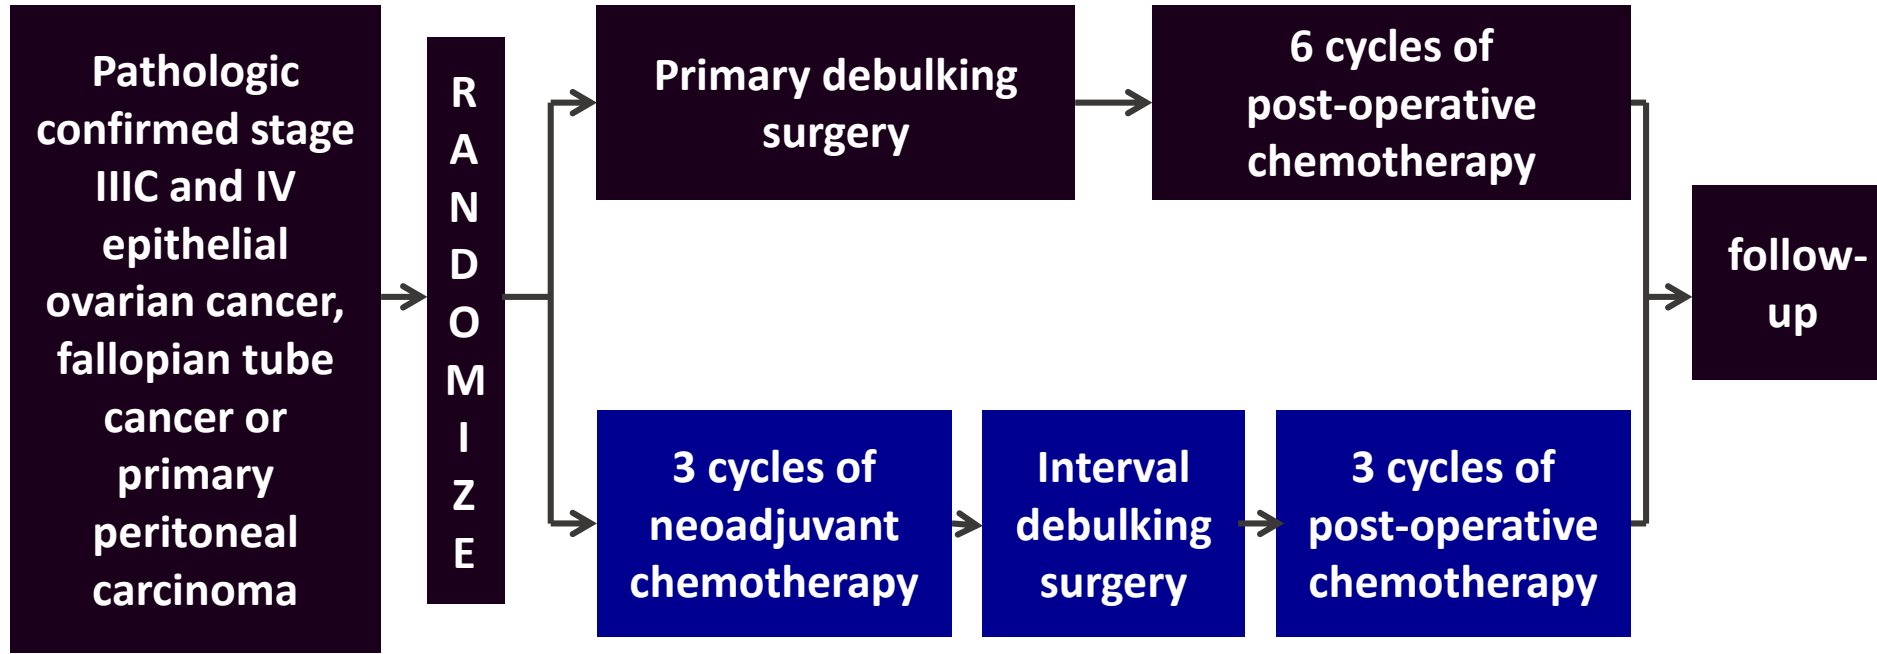 Pathologic
confirmed stage
IIIC and IV
epithelial
ovarian cancer,
fallopian tube
cancer or
primary
peritoneal
carcinoma
R
A
N
D
O
M
I
Z
E
Primary debulking
surgery
6 cycles of
post-operative
chemotherapy
3 cycles of
neoadjuvant
chemotherapy
Interval
debulking
surgery
3 cycles of
post-operative
chemotherapy
follow-
up